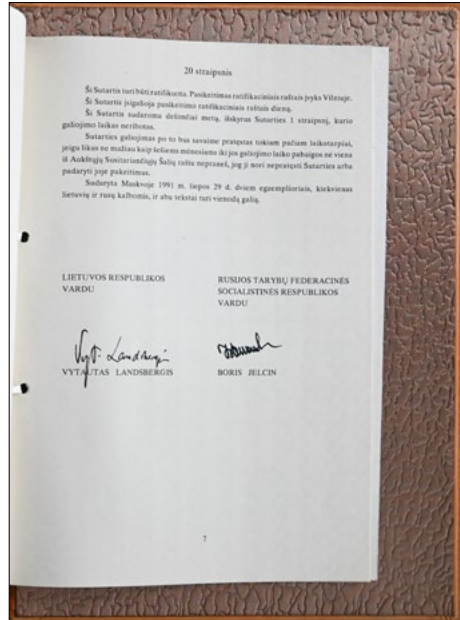 20 straipsnis
Ši Sutartis turi būti ratifikuota. Pasikeitimas ratifikaciniais raštais įvyks Vilniuje.
Ši Sutartis įsigalioja pasikeitimo ratifikaciniais raštais dieną.
Ši Sutartis sudaroma dešimčiai metų, išskyrus Sutarties 1 straipsnį, kurio
galiojimo laikas neribotas.
Sutarties galiojimas po to bus savaime pratęstas tokiam pačiam laikotarpiui,
jeigu likus ne mažiau kaip šešiems mėnesiams iki jos galiojimo laiko pabaigos nė viena
iš Aukštųjų Susitariančiųjų Šalių raštu nepraneš, jog ji nori nepratęsti Sutarties arba
padaryti joje pakeitimus.
Sudaryta Maskvoje 1991 m. liepos 29 d. dviem egzemplioriais, kiekvienas
lietuvių ir rusų kalbomis, ir abu tekstai turi vienodą galią.
LIETUVOS RESPUBLIKOS
VARDU
RUSIJOS TARYBŲ FEDERACINĖS
SOCIALISTINĖS RESPUBLIKOS
VARDU
Vyt. Landsbergis
VYTAUTAS LANDSBERGIS
BORIS JELCIN
7